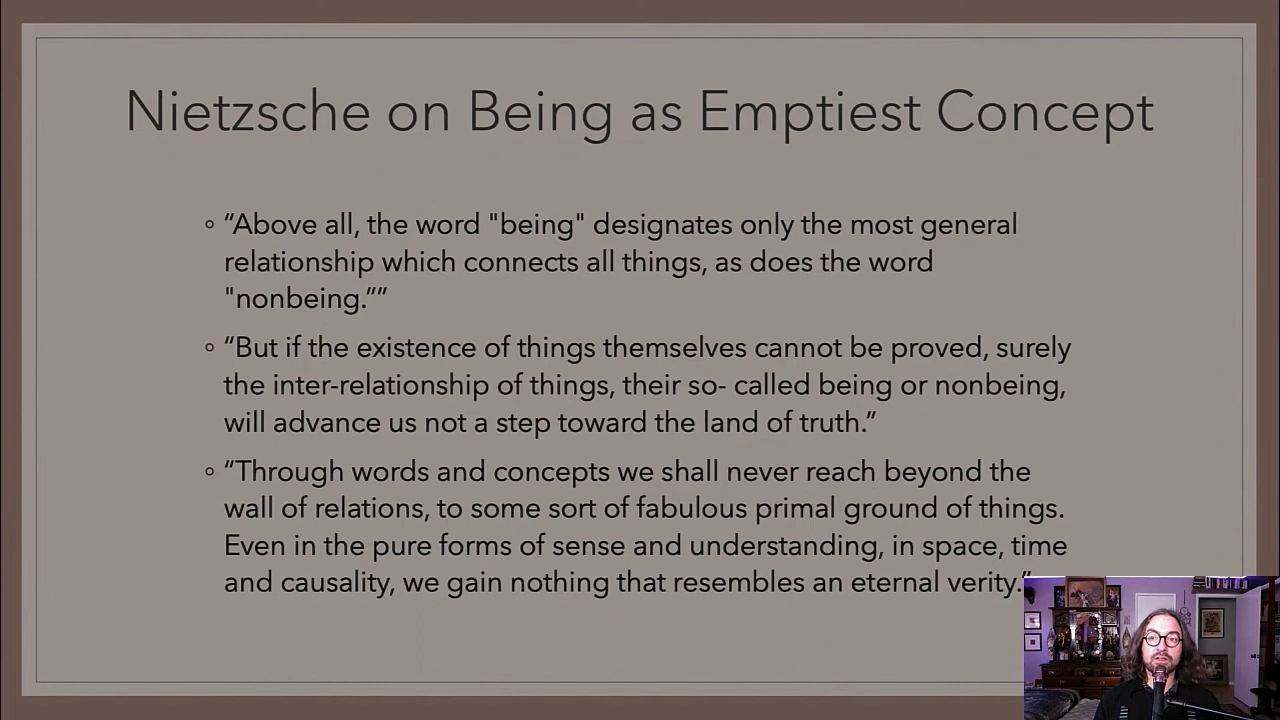 Nietzsche on Being as Emptiest Concept
◦ “Above all, the word "being" designates only the most general
relationship which connects all things, as does the word
"nonbeing.””
◦ “But if the existence of things themselves cannot be proved, surely
the inter-relationship of things, their so- called being or nonbeing,
will advance us not a step toward the land of truth.”
◦ “Through words and concepts we shall never reach beyond the
wall of relations, to some sort of fabulous primal ground of things.
Even in the pure forms of sense and understanding, in space, time
and causality, we gain nothing that resembles an eternal verity.”